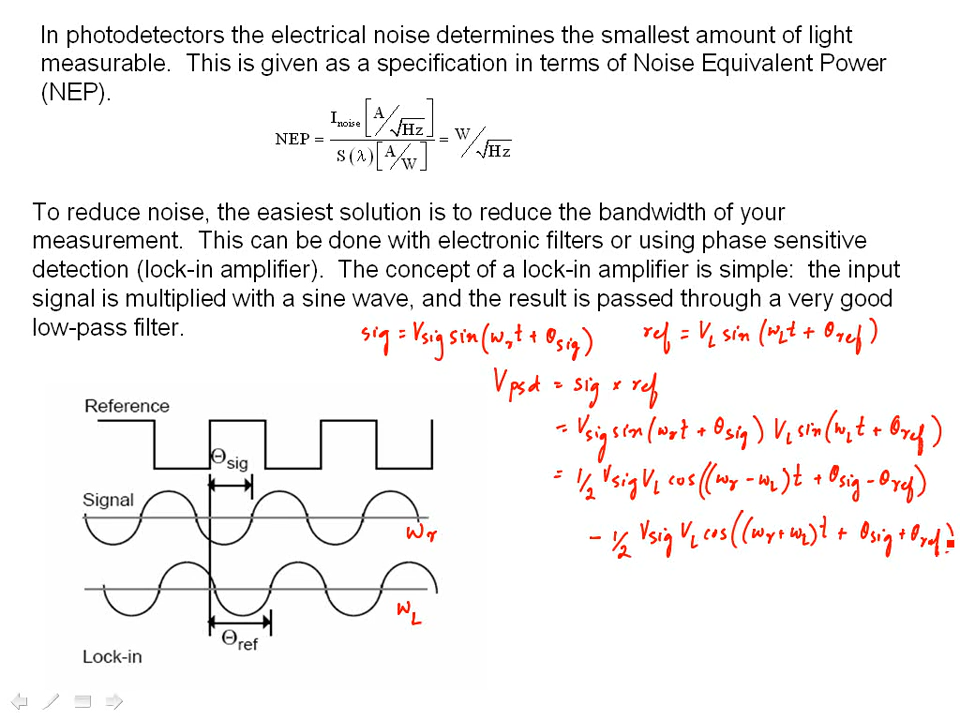 In photodetectors the electrical noise determines the smallest amount of light
measurable. This is given as a specification in terms of Noise Equivalent Power
(NEP).
NEP = I_noise [A/√Hz] / S(λ)[A/W] = W/√Hz
To reduce noise, the easiest solution is to reduce the bandwidth of your
measurement. This can be done with electronic filters or using phase sensitive
detection (lock-in amplifier). The concept of a lock-in amplifier is simple: the input
signal is multiplied with a sine wave, and the result is passed through a very good
low-pass filter.
sig = V_sig sin(ω_r t + θ_sig) ref = V_L sin(ω_L t + θ_ref)
V_psd = sig × ref
= V_sig sin(ω_r t + θ_sig) V_L sin(ω_L t + θ_ref)
= 1/2 V_sig V_L cos((ω_r - ω_L)t + θ_sig - θ_ref)
- 1/2 V_sig V_L cos((ω_r + ω_L)t + θ_sig + θ_ref)
Reference
Θ_sig
Signal
ω_r
ω_L
Θ_ref
Lock-in